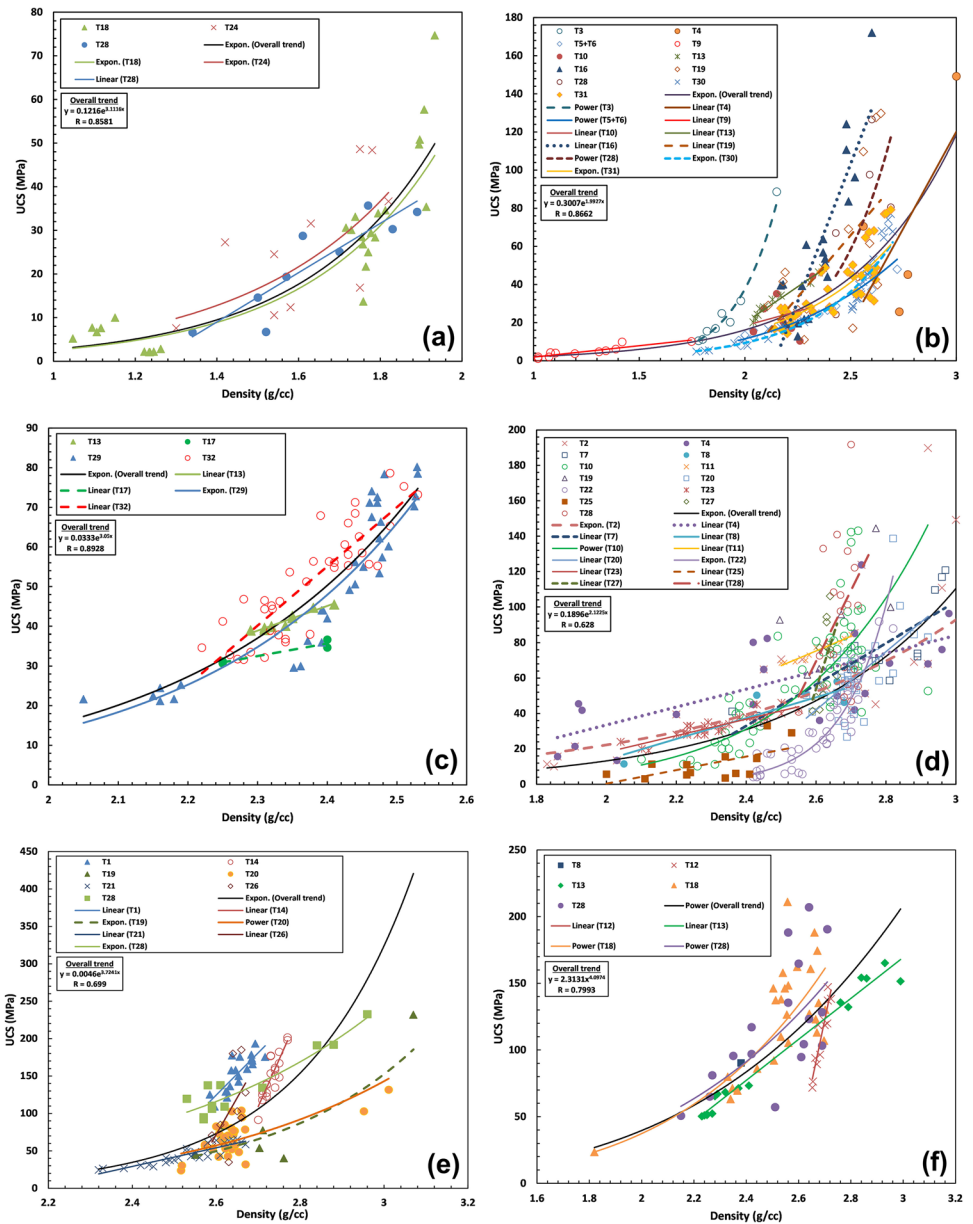 T18
T24
T28
Expon. (Overall trend)
Expon. (T18)
Expon. (T24)
Linear (T28)
Overall trend
y = 0.1216e^3.1116x
R = 0.8581
80
70
60
50
40
30
20
10
0
UCS (MPa)
1
1.2
1.4
1.6
1.8
2
Density (g/cc)
(a)
T3
T4
T5+T6
T9
T10
T13
T16
T19
T28
T30
T31
Expon. (Overall trend)
Power (T3)
Linear (T4)
Power (T5+T6)
Linear (T9)
Linear (T10)
Linear (T13)
Linear (T16)
Linear (T19)
Power (T28)
Expon. (T30)
Expon. (T31)
Overall trend
y = 0.3007e^1.9927x
R = 0.8662
180
160
140
120
100
80
60
40
20
0
UCS (MPa)
1
1.5
2
2.5
3
Density (g/cc)
(b)
T13
T17
T29
T32
Expon. (Overall trend)
Linear (T13)
Linear (T17)
Expon. (T29)
Linear (T32)
Overall trend
y = 0.0333e^3.05x
R = 0.8928
90
80
70
60
50
40
30
20
10
0
UCS (MPa)
2
2.1
2.2
2.3
2.4
2.5
2.6
Density (g/cc)
(c)
T2
T4
T7
T8
T10
T11
T19
T20
T22
T23
T25
T27
T28
Expon. (Overall trend)
Expon. (T2)
Linear (T4)
Linear (T7)
Linear (T8)
Power (T10)
Linear (T11)
Linear (T20)
Expon. (T22)
Linear (T23)
Linear (T25)
Linear (T27)
Linear (T28)
Overall trend
R = 0.628
200
180
160
140
120
100
80
60
40
20
0
UCS (MPa)
1.8
2
2.2
2.4
2.6
2.8
3
Density (g/cc)
(d)
T1
T14
T19
T20
T21
T26
T28
Expon. (Overall trend)
Linear (T1)
Linear (T14)
Expon. (T19)
Power (T20)
Linear (T21)
Linear (T26)
Expon. (T28)
Overall trend
y = 0.0046e^3.7241x
R = 0.699
450
400
350
300
250
200
150
100
50
0
UCS (MPa)
2.2
2.4
2.6
2.8
3
3.2
Density (g/cc)
(e)
T8
T12
T13
T18
T28
Power (Overall trend)
Linear (T12)
Linear (T13)
Power (T18)
Power (T28)
Overall trend
y = 2.3131x^4.0974
R = 0.7993
250
200
150
100
50
0
UCS (MPa)
1.6
1.8
2
2.2
2.4
2.6
2.8
3
3.2
Density (g/cc)
(f)